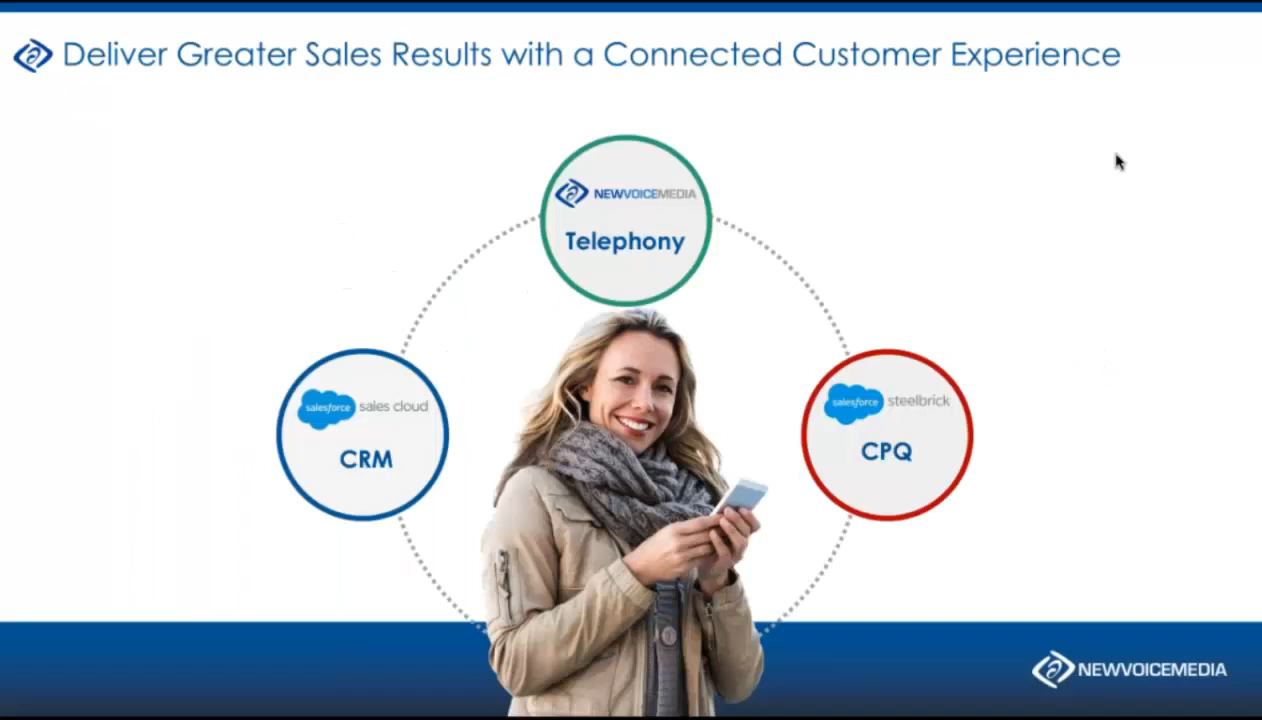 Deliver Greater Sales Results with a Connected Customer Experience
NEWVOICEMEDIA
Telephony
salesforce sales cloud
CRM
salesforce steelbrick
CPQ
NEWVOICEMEDIA